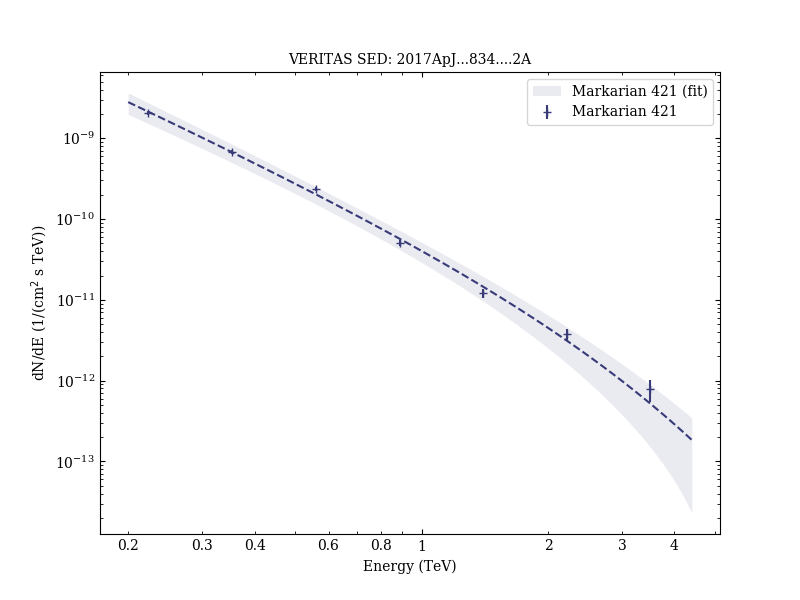 VERITAS SED: 2017ApJ...834....2A
Markarian 421 (fit)
Markarian 421
dN/dE (1/(cm² s TeV))
10⁻⁹
10⁻¹⁰
10⁻¹¹
10⁻¹²
10⁻¹³
0.2 0.3 0.4 0.6 0.8 1 2 3 4
Energy (TeV)